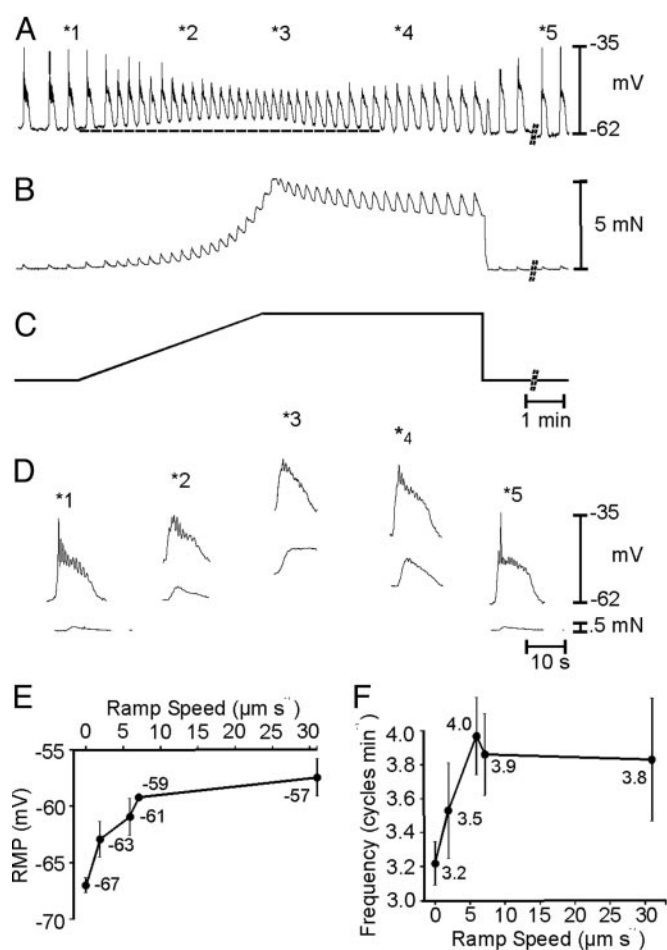 A *1 *2 *3 *4 *5
-35
mV
-62
B
5 mN
C
1 min
D *1 *2 *3 *4 *5
-35
mV
-62
.5 mN
10 s
E F
Ramp Speed (µm s⁻¹)
0 5 10 15 20 25 30
-55
-60
-65
-70
RMP (mV)
-67
-63
-61
-59
-57
Frequency (cycles min⁻¹)
4.0
3.8
3.6
3.4
3.2
3.0
3.2
3.5
4.0
3.9
3.8
0 5 10 15 20 25 30
Ramp Speed (µm s⁻¹)